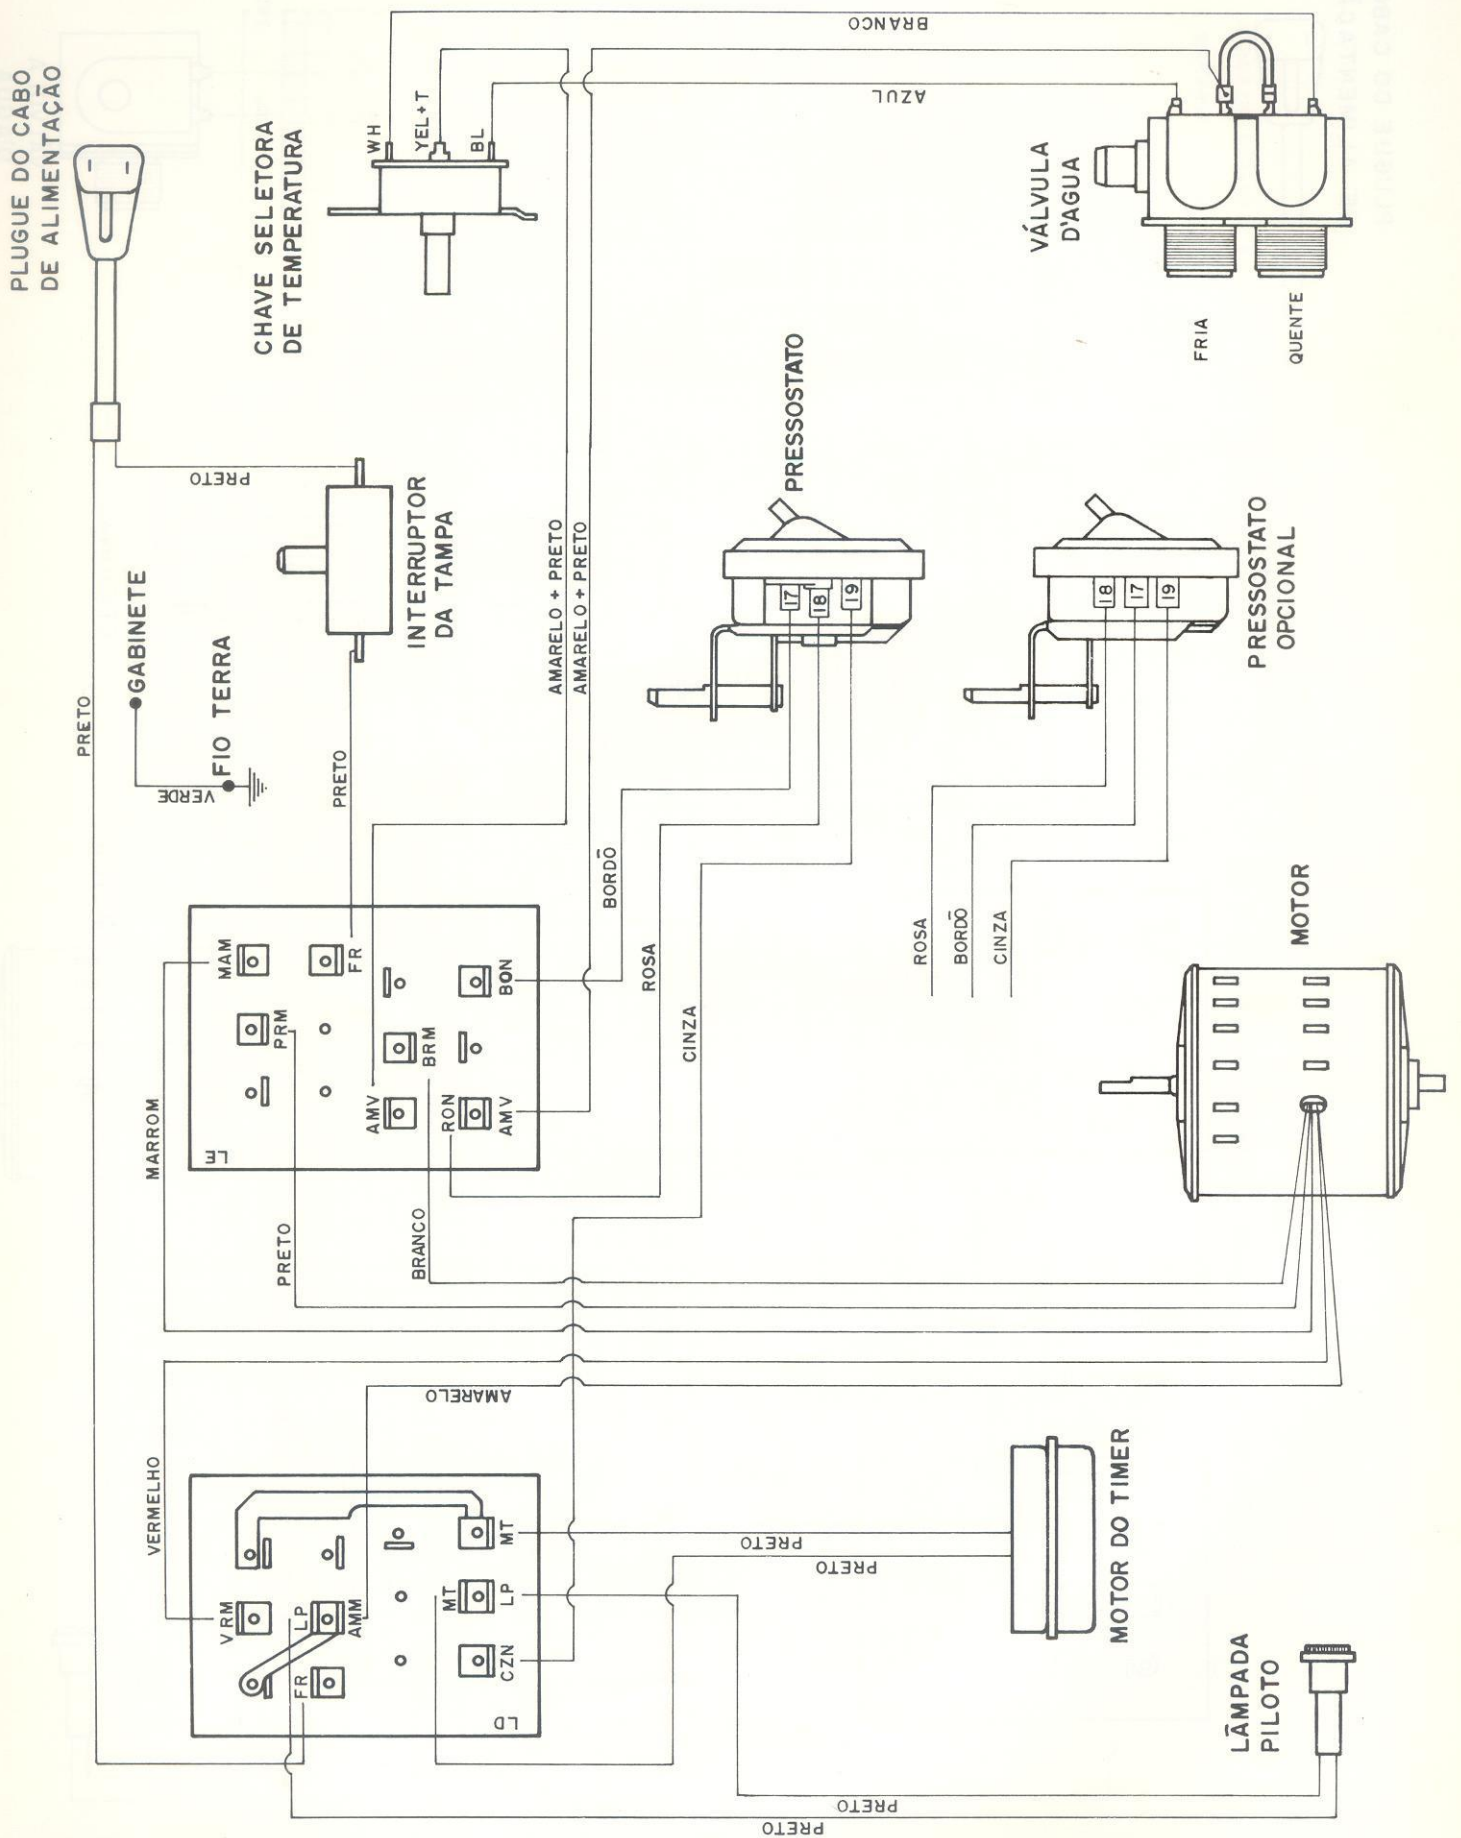 PLUGUE DO CABO
DE ALIMENTAÇÃO
CHAVE SELETORA
DE TEMPERATURA
WH
YEL+T
BL
BRANCO
AZUL
VÁLVULA
D'AGUA
FRIA
QUENTE
PRETO
INTERRUPTOR
DA TAMPA
GABINETE
FIO TERRA
VERDE
PRETO
PRETO
AMARELO + PRETO
AMARELO + PRETO
PRESSOSTATO
17
18
19
PRESSOSTATO
OPCIONAL
18
17
19
BORDÔ
ROSA
CINZA
ROSA
BORDÔ
CINZA
MOTOR
MAM
FR
PRM
BON
BRM
AMV
RON
AMV
LE
MARROM
PRETO
BRANCO
AMARELO
VERMELHO
VRM
LP
AMM
FR
MT
MT
LP
CZN
LD
PRETO
PRETO
MOTOR DO TIMER
LÂMPADA
PILOTO
PRETO
PRETO